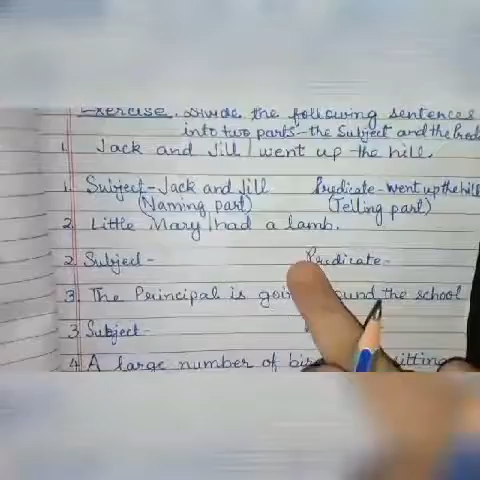 Exercise. Divide the following sentences
into two parts - the Subject and the Pred
1. Jack and Jill / went up the hill.
1. Subject - Jack and Jill Predicate - went up the hill
(Naming part) (Telling part)
2. Little Mary / had a lamb.
2 Subject - Predicate -
3 The Principal is goin the school
3 Subject -
4 A large number of sitting